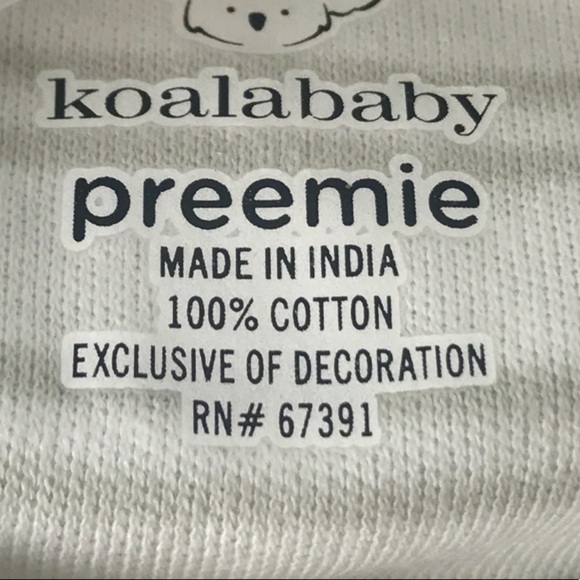 koalababy
preemie
MADE IN INDIA
100% COTTON
EXCLUSIVE OF DECORATION
RN# 67391